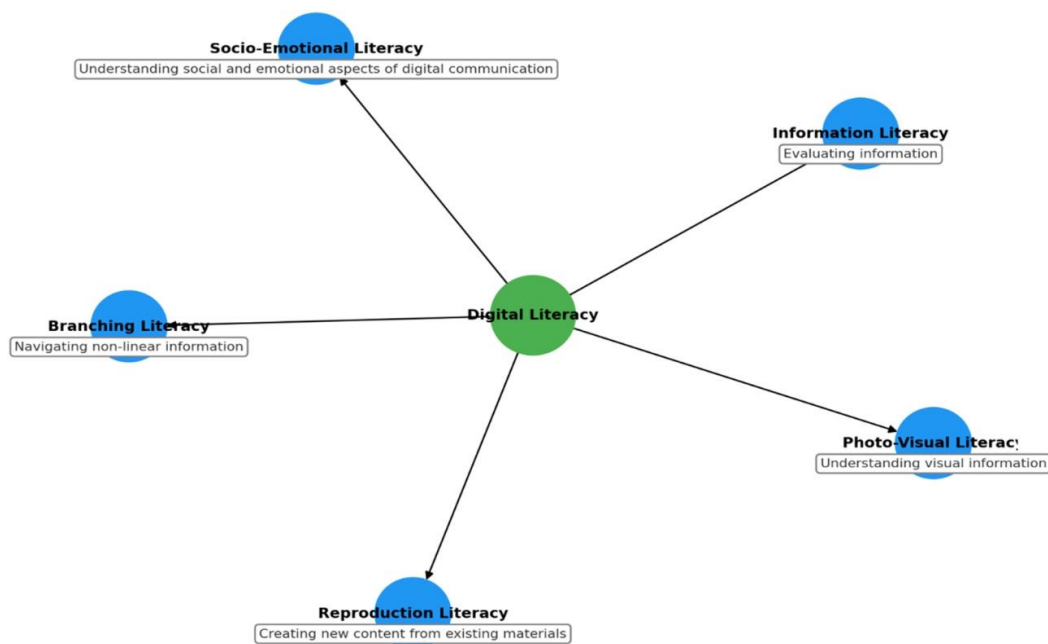 Socio-Emotional Literacy
Understanding social and emotional aspects of digital communication
Information Literacy
Evaluating information
Digital Literacy
Branching Literacy
Navigating non-linear information
Photo-Visual Literacy
Understanding visual information
Reproduction Literacy
Creating new content from existing materials